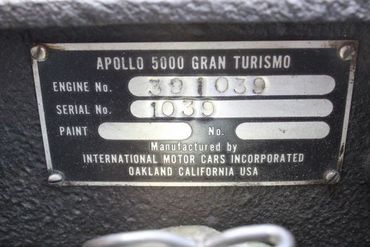 APOLLO 5000 GRAN TURISMO
ENGINE No. 391039
SERIAL No. 1039
PAINT No.
Manufactured by
INTERNATIONAL MOTOR CARS INCORPORATED
OAKLAND CALIFORNIA USA